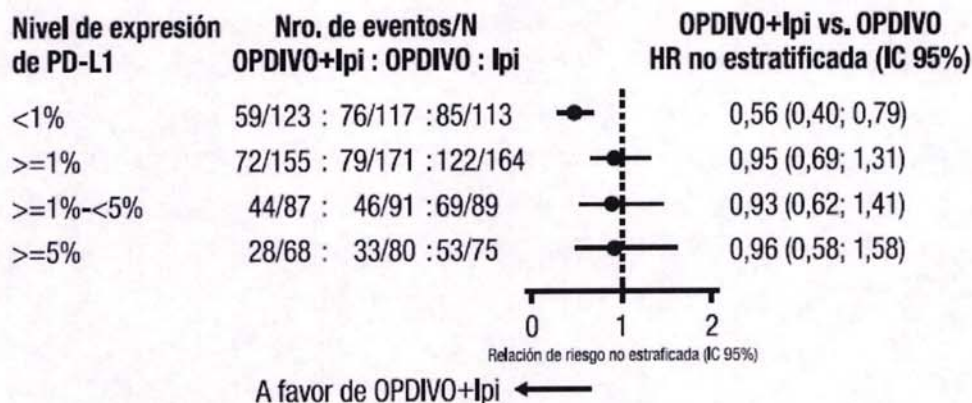 Nivel de expresión Nro. de eventos/N OPDIVO+Ipi vs. OPDIVO
de PD-L1 OPDIVO+Ipi : OPDIVO : Ipi HR no estratificada (IC 95%)
<1% 59/123 : 76/117 :85/113 0,56 (0,40; 0,79)
>=1% 72/155 : 79/171 :122/164 0,95 (0,69; 1,31)
>=1%-<5% 44/87 : 46/91 :69/89 0,93 (0,62; 1,41)
>=5% 28/68 : 33/80 :53/75 0,96 (0,58; 1,58)
0 1 2
Relación de riesgo no estraficada (IC 95%)
A favor de OPDIVO+Ipi